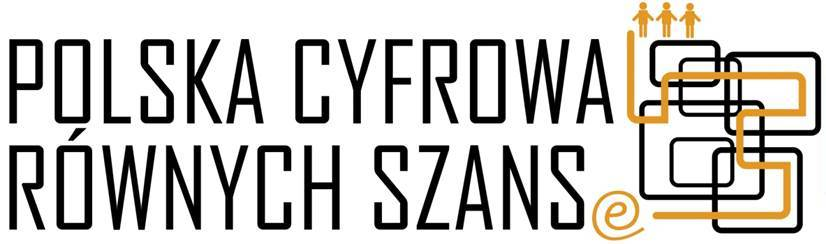 POLSKA CYFROWA
RÓWNYCH SZANS
e